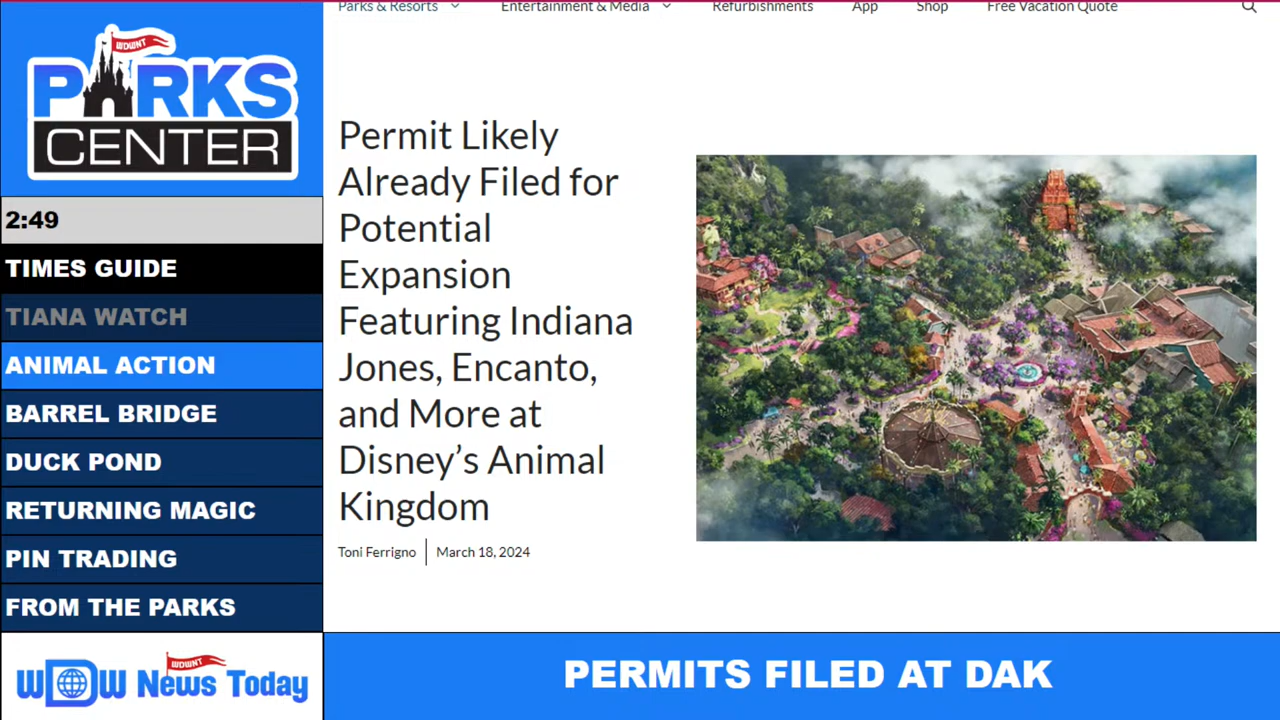 Parks & Resorts
Entertainment & Media
Refurbishments
App
Shop
Free Vacation Quote
WDWNT
PARKS
CENTER
2:49
TIMES GUIDE
TIANA WATCH
ANIMAL ACTION
BARREL BRIDGE
DUCK POND
RETURNING MAGIC
PIN TRADING
FROM THE PARKS
Permit Likely
Already Filed for
Potential
Expansion
Featuring Indiana
Jones, Encanto,
and More at
Disney’s Animal
Kingdom
Toni Ferrigno
March 18, 2024
WDWNT
WDW News Today
PERMITS FILED AT DAK